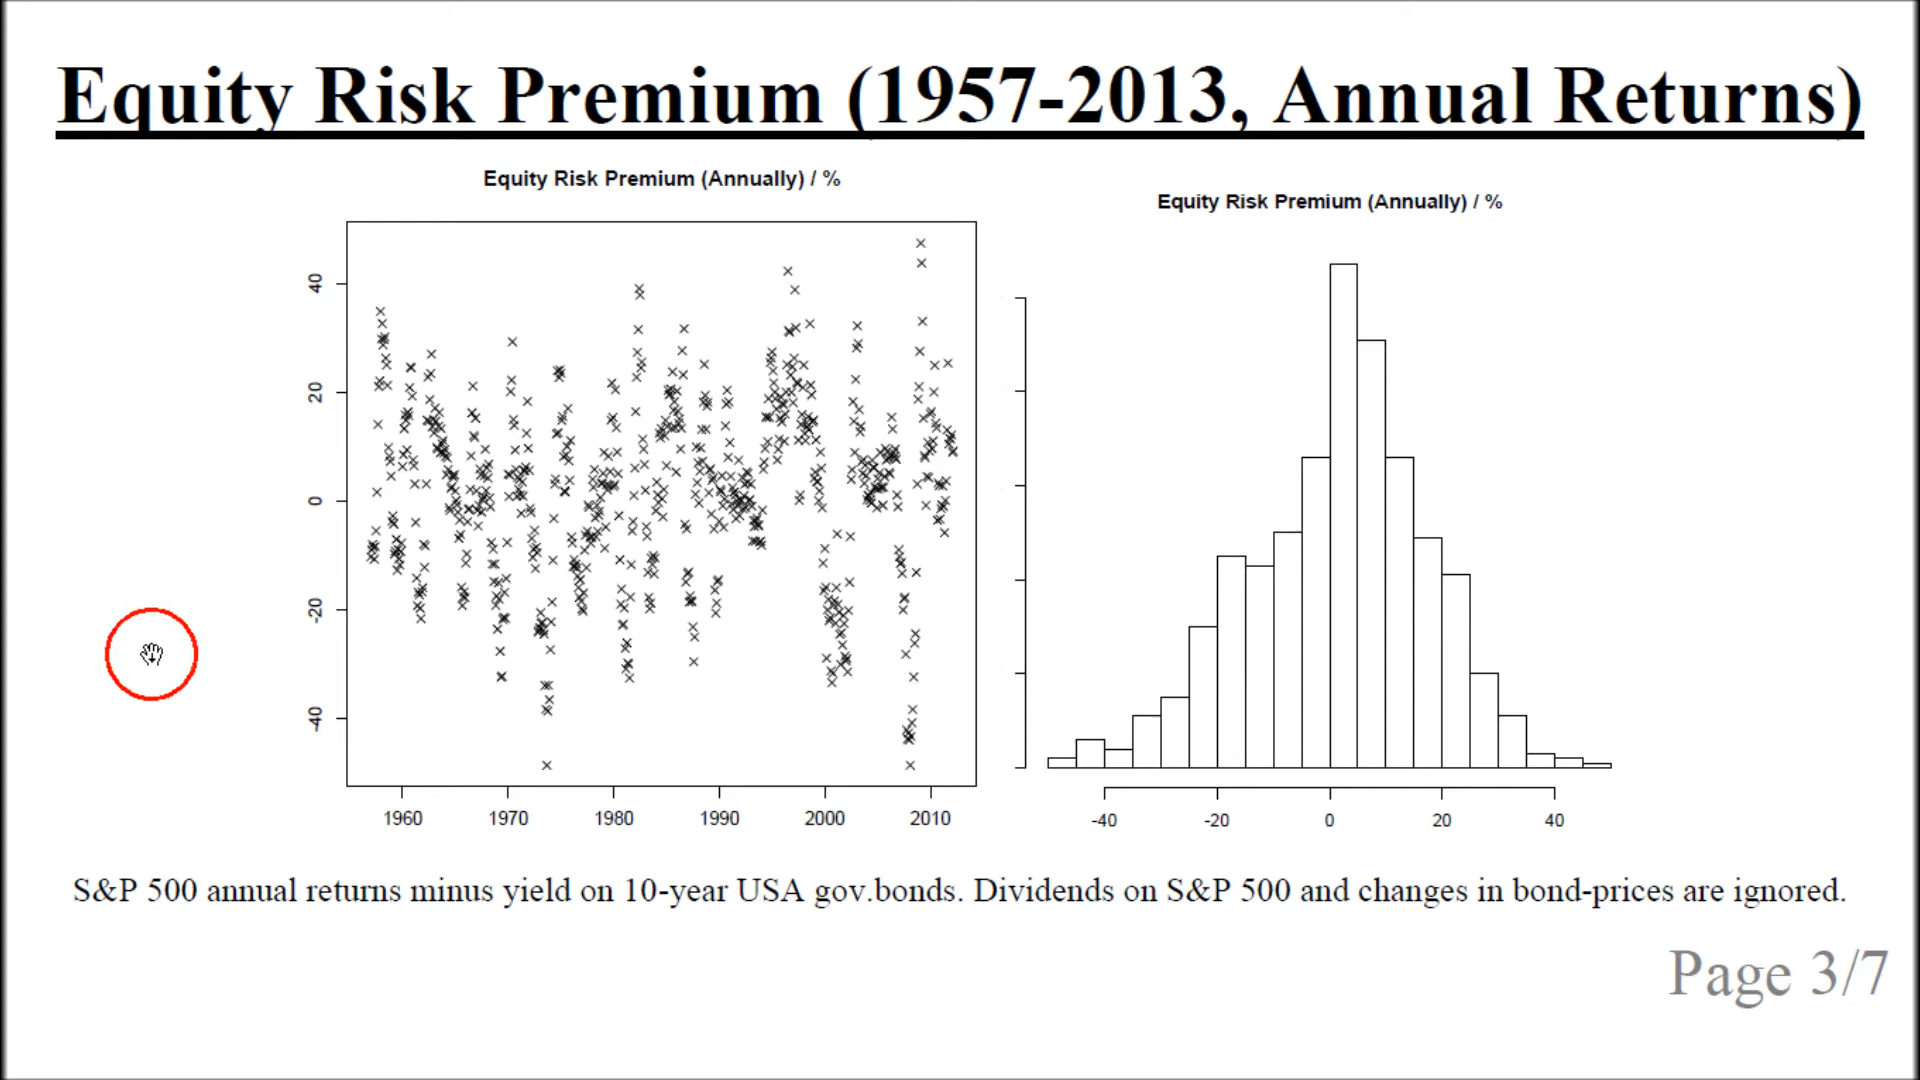 Equity Risk Premium (1957-2013, Annual Returns)
Equity Risk Premium (Annually) / %
40
20
0
-20
-40
1960 1970 1980 1990 2000 2010
Equity Risk Premium (Annually) / %
-40 -20 0 20 40
S&P 500 annual returns minus yield on 10-year USA gov.bonds. Dividends on S&P 500 and changes in bond-prices are ignored.
Page 3/7